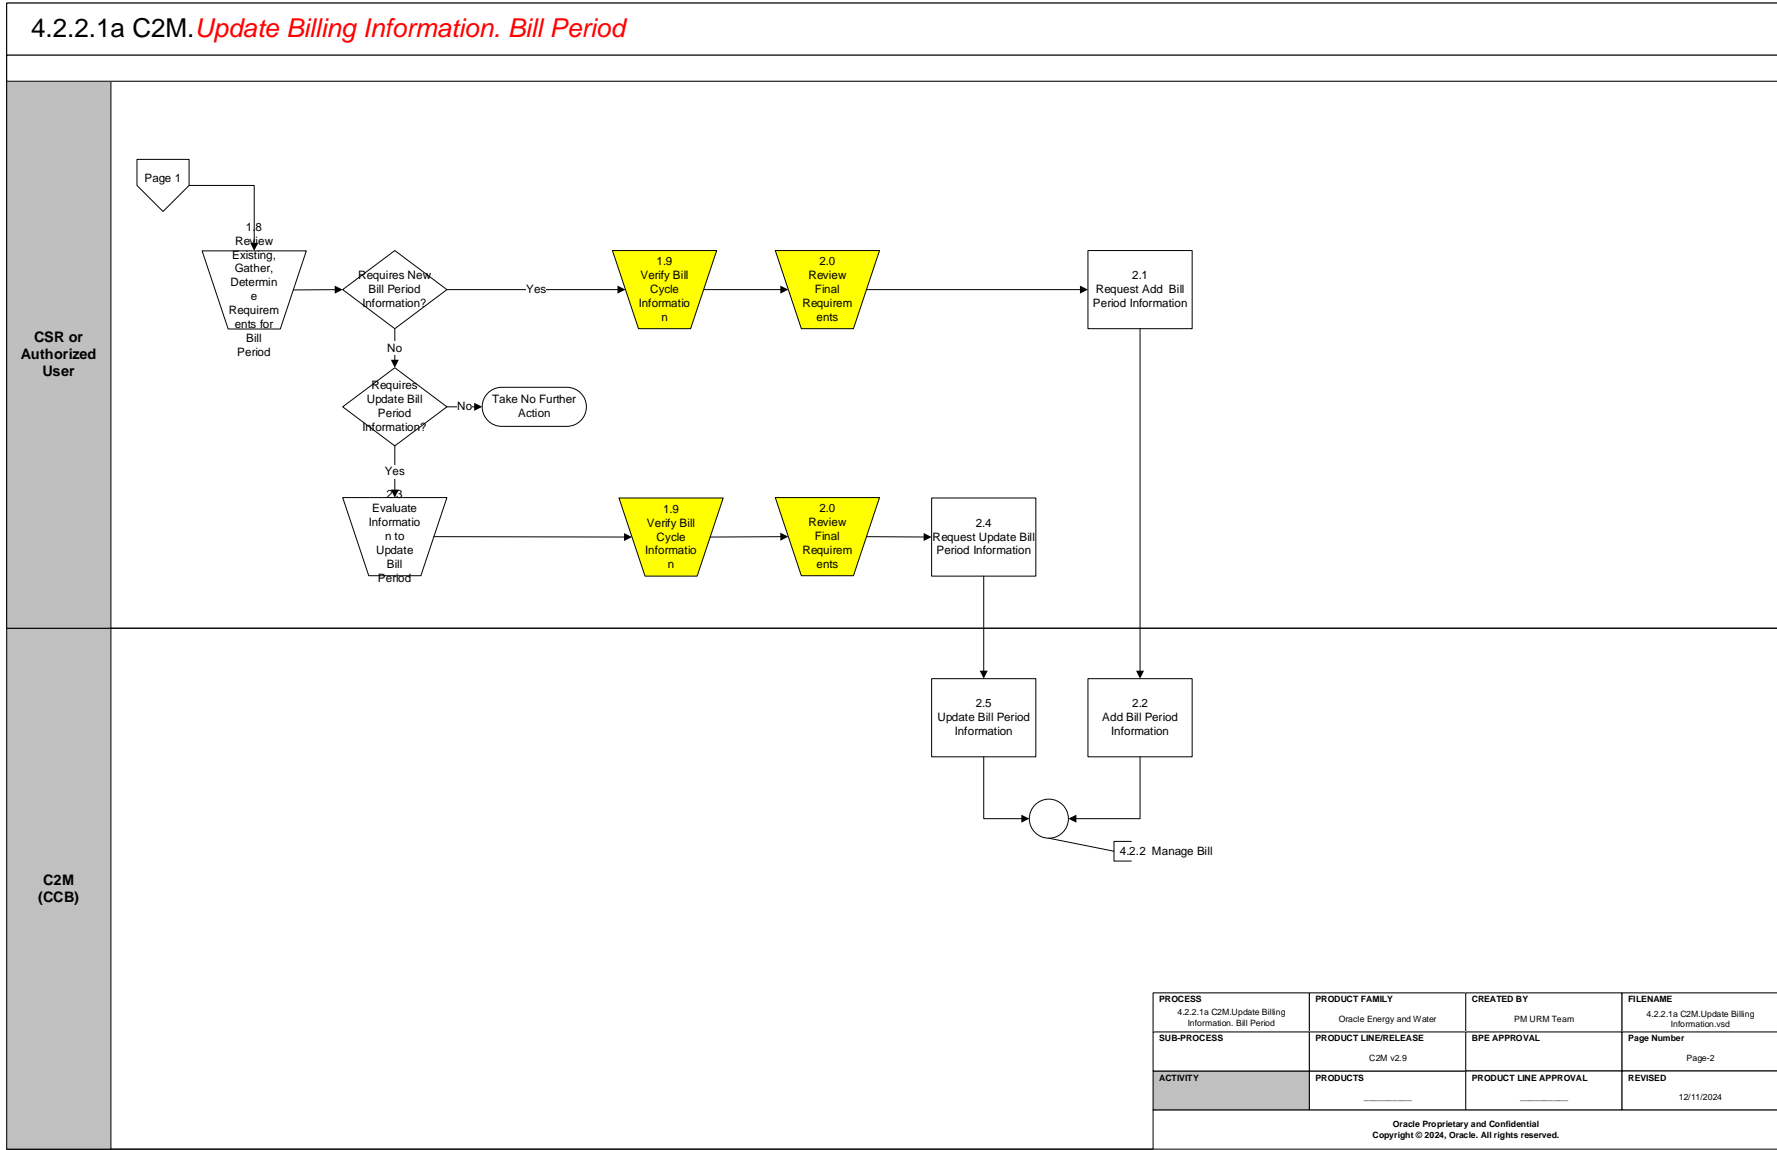 4.2.2.1a C2M.Update Billing Information. Bill Period
CSR or
Authorized
User
Page 1
1.8
Review
Existing,
Gather,
Determin
e
Requirem
ents for
Bill
Period
Requires New
Bill Period
Information?
Yes
1.9
Verify Bill
Cycle
Informatio
n
2.0
Review
Final
Requirem
ents
2.1
Request Add Bill
Period Information
No
Requires
Update Bill
Period
Information?
No
Take No Further
Action
Yes
2.3
Evaluate
Informatio
n to
Update
Bill
Period
1.9
Verify Bill
Cycle
Informatio
n
2.0
Review
Final
Requirem
ents
2.4
Request Update Bill
Period Information
C2M
(CCB)
2.5
Update Bill Period
Information
2.2
Add Bill Period
Information
4.2.2 Manage Bill
PROCESS
4.2.2.1a C2M.Update Billing
Information. Bill Period
PRODUCT FAMILY
Oracle Energy and Water
CREATED BY
PM URM Team
FILENAME
4.2.2.1a C2M.Update Billing
Information.vsd
SUB-PROCESS
PRODUCT LINE/RELEASE
C2M v2.9
BPE APPROVAL
Page Number
Page-2
ACTIVITY
PRODUCTS
PRODUCT LINE APPROVAL
REVISED
12/11/2024
Oracle Proprietary and Confidential
Copyright © 2024, Oracle. All rights reserved.